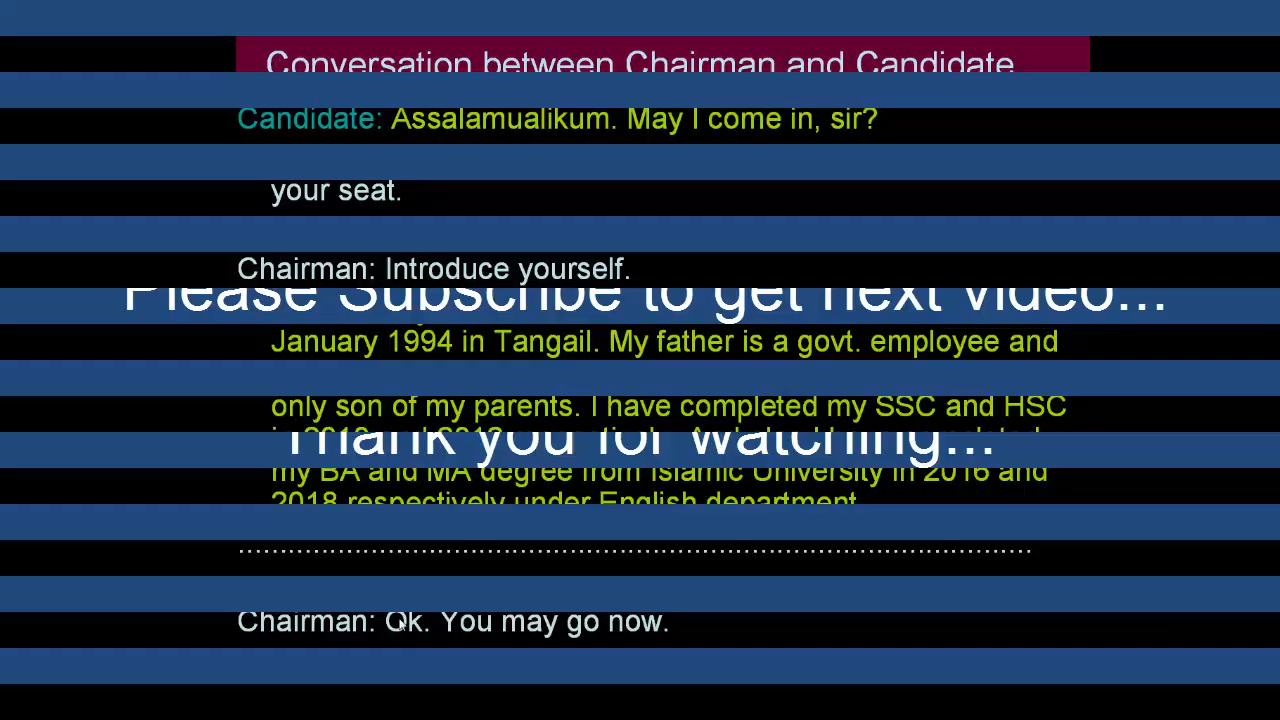 Conversation between Chairman and Candidate
Candidate: Assalamualikum. May I come in, sir?
your seat.
Chairman: Introduce yourself.
Please Subscribe to get next video...
January 1994 in Tangail. My father is a govt. employee and
only son of my parents. I have completed my SSC and HSC
Thank you for watching...
my BA and MA degree from Islamic University in 2016 and
2018 respectively under English department.
Chairman: Ok. You may go now.